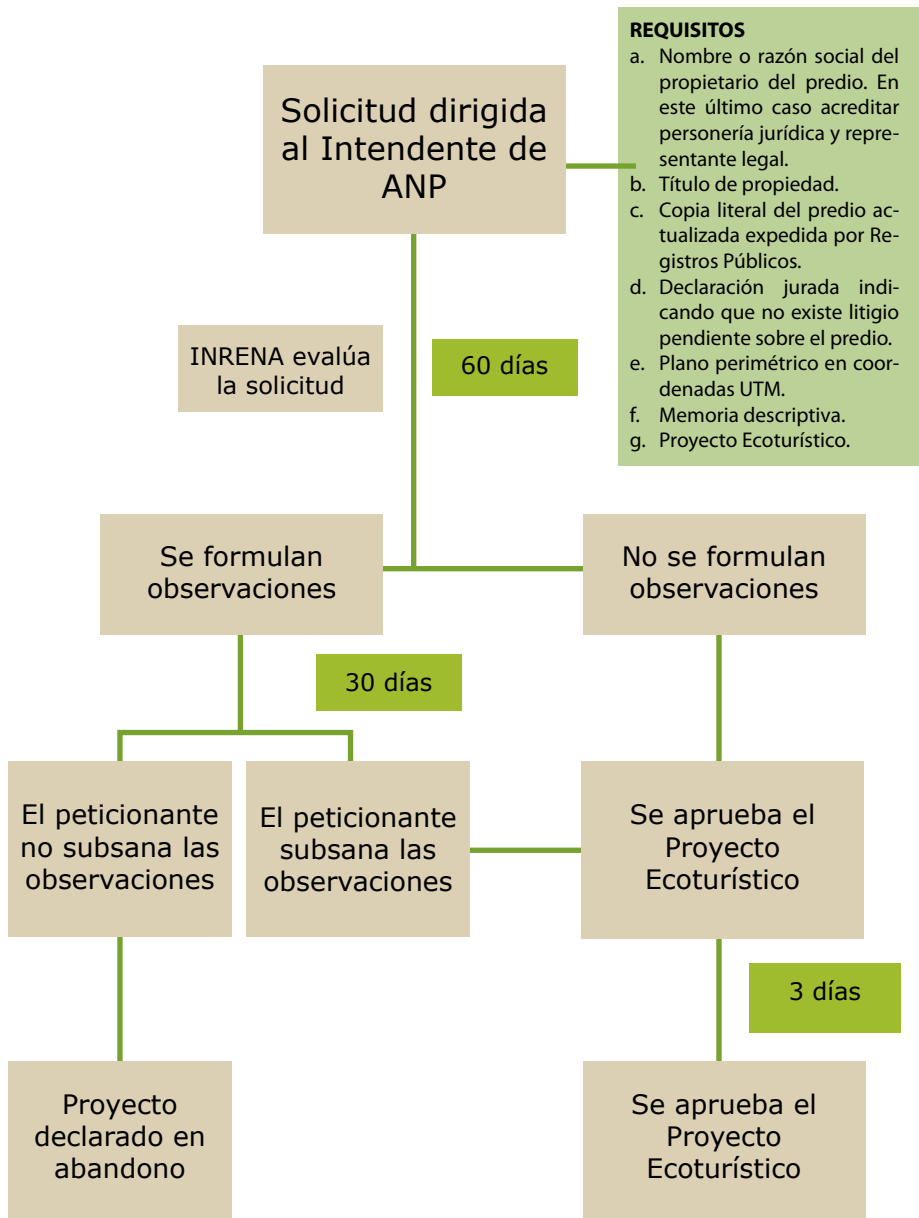 Solicitud dirigida
al Intendente de
ANP
REQUISITOS
a. Nombre o razón social del
propietario del predio. En
este último caso acreditar
personería jurídica y repre-
sentante legal.
b. Título de propiedad.
c. Copia literal del predio ac-
tualizada expedida por Re-
gistros Públicos.
d. Declaración jurada indi-
cando que no existe litigio
pendiente sobre el predio.
e. Plano perimétrico en coor-
denadas UTM.
f. Memoria descriptiva.
g. Proyecto Ecoturístico.
INRENA evalúa
la solicitud
60 días
Se formulan
observaciones
No se formulan
observaciones
30 días
El peticionante
no subsana las
observaciones
El peticionante
subsana las
observaciones
Se aprueba el
Proyecto
Ecoturístico
3 días
Proyecto
declarado en
abandono
Se aprueba el
Proyecto
Ecoturístico